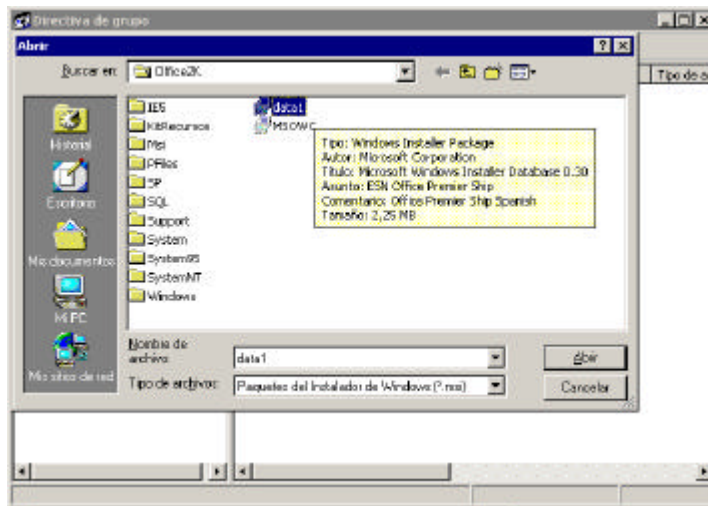 Directiva de grupo
Abrir
Buscar en:
Office2K
Tipo de a
Historial
Escritorio
Mis documentos
Mi PC
Mis sitios de red
IE5
KitRecursos
Msi
PFiles
SP
SQL
Support
System
System95
SystemNT
Windows
data1
MSOWC
Tipo: Windows Installer Package
Autor: Microsoft Corporation
Título: Microsoft Windows Installer Database 0.30
Asunto: ESN Office Premier Ship
Comentario: Office Premier Ship Spanish
Tamaño: 2,25 MB
Nombre de
archivo:
data1
Abrir
Tipo de archivos:
Paquetes del Instalador de Windows (*.msi)
Cancelar